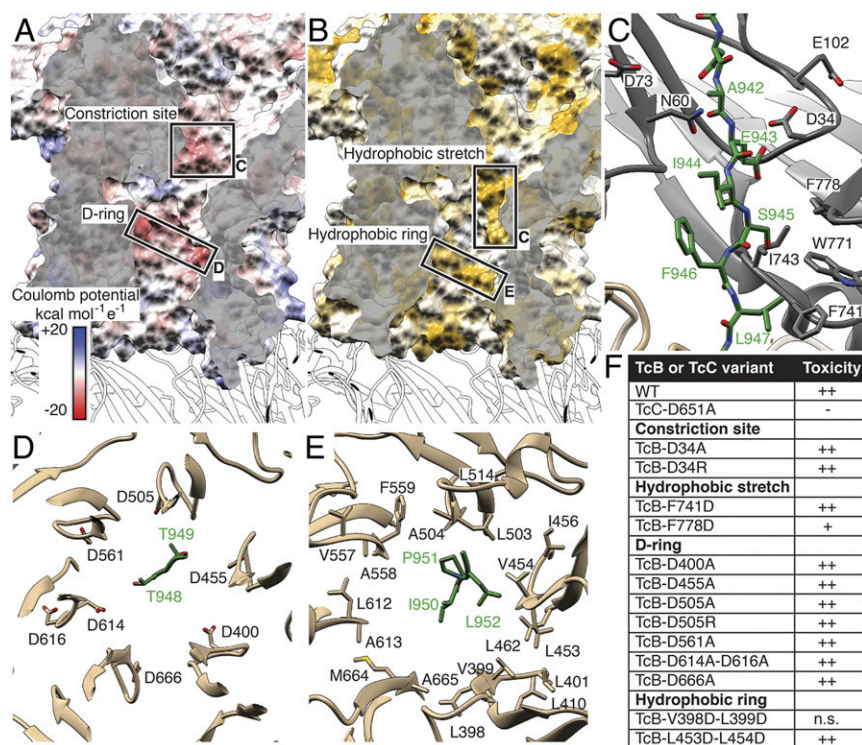 A
Constriction site
C
D-ring
D
Coulomb potential
kcal mol⁻¹e⁻¹
+20
-20
B
Hydrophobic stretch
C
Hydrophobic ring
E
C
E102
D73
A942
N60
D34
E943
I944
F778
S945
I743
W771
F946
F741
L947
D
D505
T949
D561
D455
T948
D616
D614
D400
D666
E
L514
F559
I456
A504
L503
P951
V557
V454
A558
L612
I950
L952
A613
L453
L462
M664
V399
A665
L401
L410
L398
F
TcB or TcC variant Toxicity
WT ++
TcC-D651A -
Constriction site
TcB-D34A ++
TcB-D34R ++
Hydrophobic stretch
TcB-F741D ++
TcB-F778D +
D-ring
TcB-D400A ++
TcB-D455A ++
TcB-D505A ++
TcB-D505R ++
TcB-D561A ++
TcB-D614A-D616A ++
TcB-D666A ++
Hydrophobic ring
TcB-V398D-L399D n.s.
TcB-L453D-L454D ++